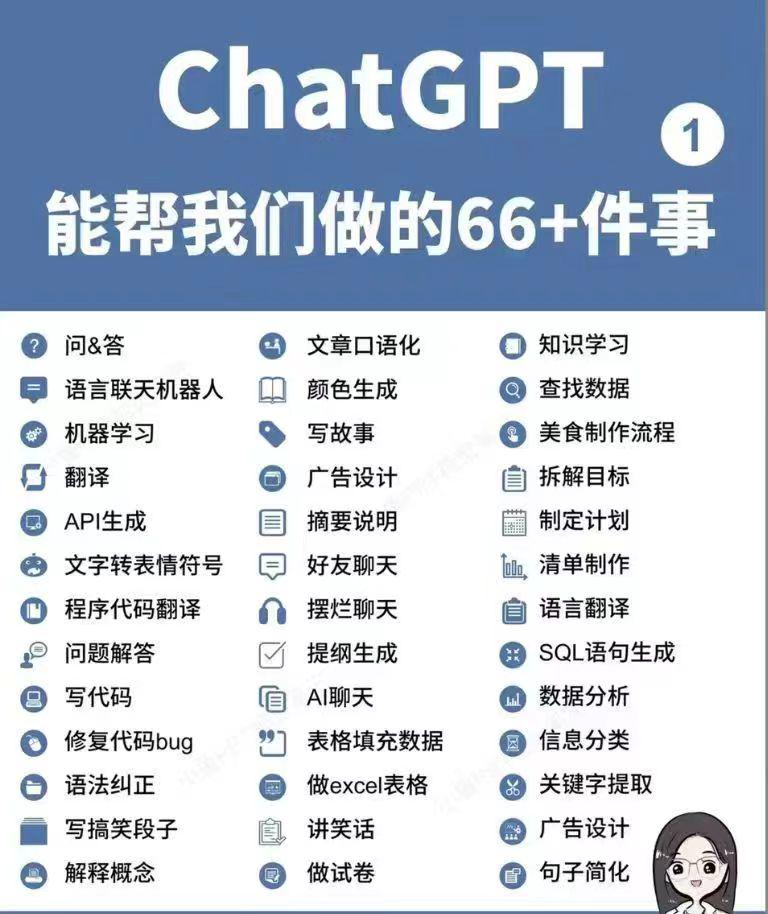 ChatGPT
1
能帮我们做的66+件事
问&答
语言联天机器人
机器学习
翻译
API生成
文字转表情符号
程序代码翻译
问题解答
写代码
修复代码bug
语法纠正
写搞笑段子
解释概念
文章口语化
颜色生成
写故事
广告设计
摘要说明
好友聊天
摆烂聊天
提纲生成
AI聊天
表格填充数据
做excel表格
讲笑话
做试卷
知识学习
查找数据
美食制作流程
拆解目标
制定计划
清单制作
语言翻译
SQL语句生成
数据分析
信息分类
关键字提取
广告设计
句子简化